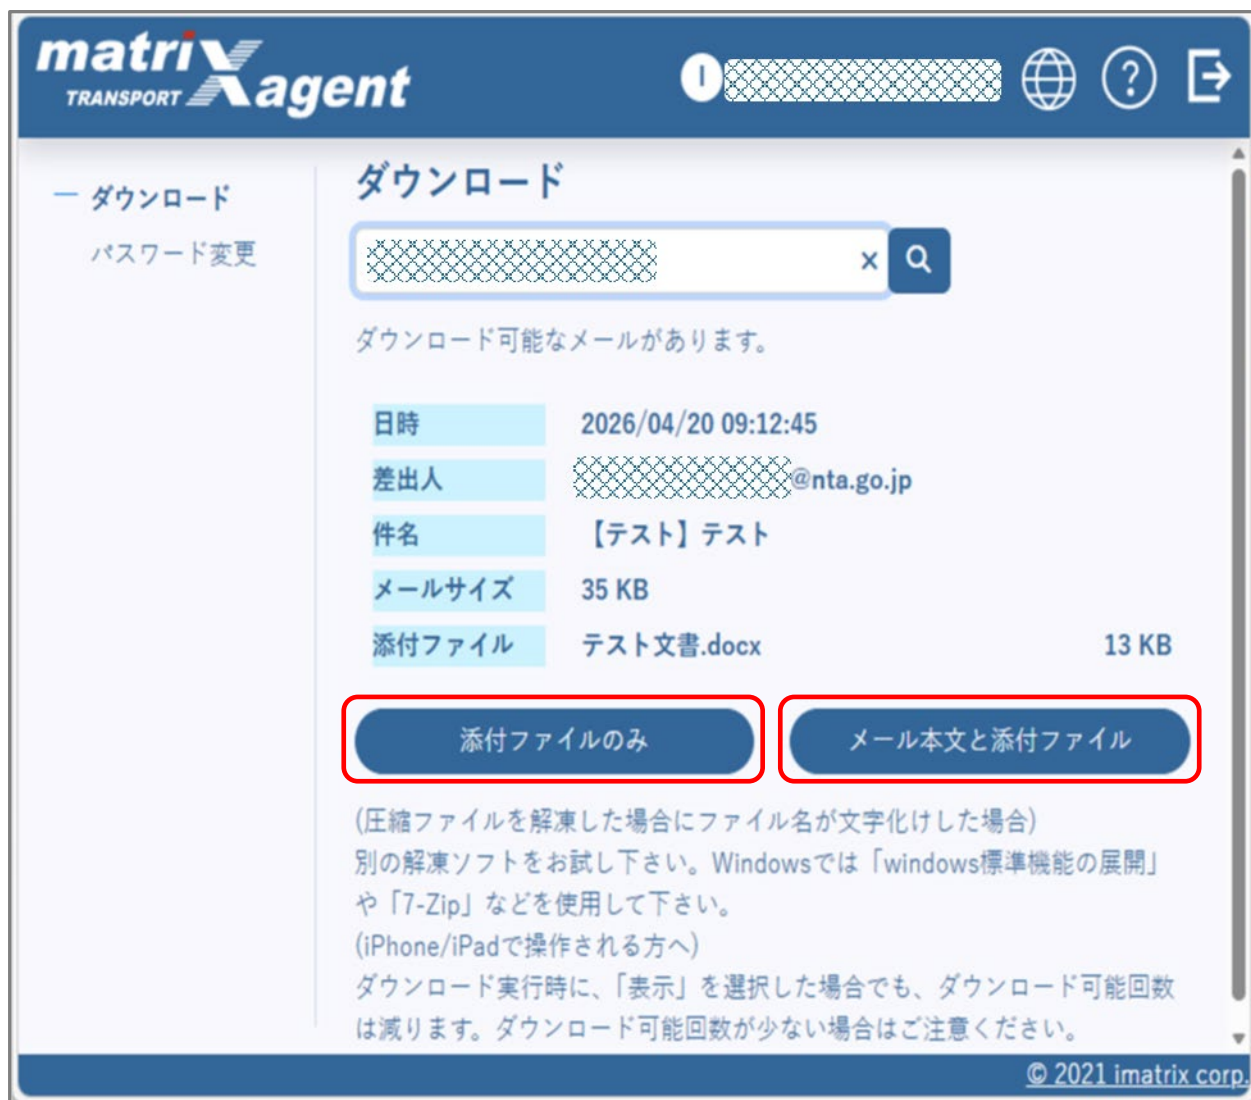 matriX agent
TRANSPORT
I
ダウンロード
パスワード変更
ダウンロード
×
ダウンロード可能なメールがあります。
日時 2026/04/20 09:12:45
差出人 @nta.go.jp
件名 【テスト】テスト
メールサイズ 35 KB
添付ファイル テスト文書.docx 13 KB
添付ファイルのみ メール本文と添付ファイル
(圧縮ファイルを解凍した場合にファイル名が文字化けした場合)
別の解凍ソフトをお試し下さい。Windowsでは「windows標準機能の展開」
や「7-Zip」などを使用して下さい。
(iPhone/iPadで操作される方へ)
ダウンロード実行時に、「表示」を選択した場合でも、ダウンロード可能回数
は減ります。ダウンロード可能回数が少ない場合はご注意ください。
© 2021 imatrix corp.